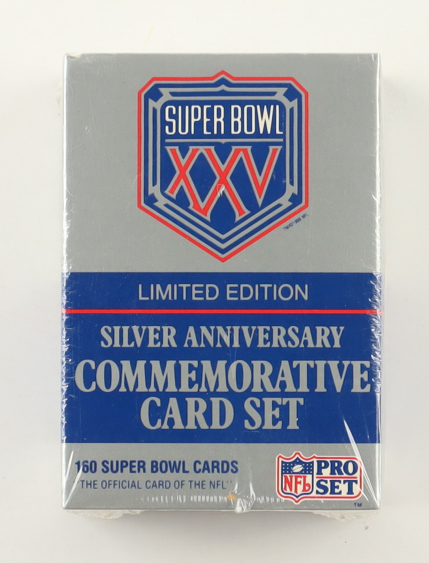 SUPER BOWL
XXV
LIMITED EDITION
SILVER ANNIVERSARY
COMMEMORATIVE
CARD SET
160 SUPER BOWL CARDS
"THE OFFICIAL CARD OF THE NFL"
NFL PRO
SET
TM